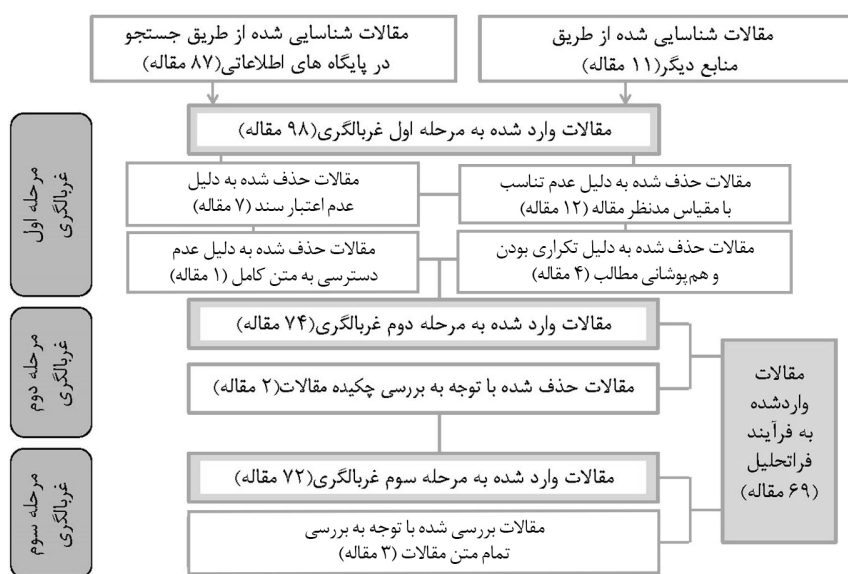 مقالات شناسایی شده از طریق
منابع دیگر(۱۱ مقاله)
مقالات شناسایی شده از طریق جستجو
در پایگاه های اطلاعاتی(۸۷ مقاله)
مرحله اول
غربالگری
مقالات وارد شده به مرحله اول غربالگری(۹۸ مقاله)
مقالات حذف شده به دلیل عدم تناسب
با مقیاس مدنظر مقاله (۱۲ مقاله)
مقالات حذف شده به دلیل
عدم اعتبار سند (۷ مقاله)
مقالات حذف شده به دلیل تکراری بودن
و هم‌پوشانی مطالب (۴ مقاله)
مقالات حذف شده به دلیل عدم
دسترسی به متن کامل (۱ مقاله)
مرحله دوم
غربالگری
مقالات وارد شده به مرحله دوم غربالگری(۷۴ مقاله)
مقالات حذف شده با توجه به بررسی چکیده مقالات(۲ مقاله)
مقالات
واردشده
به فرآیند
فراتحلیل
(۶۹ مقاله)
مرحله سوم
غربالگری
مقالات وارد شده به مرحله سوم غربالگری(۷۲ مقاله)
مقالات بررسی شده با توجه به بررسی
تمام متن مقالات (۳ مقاله)